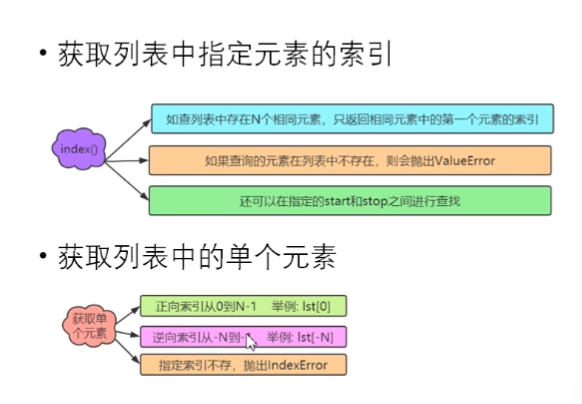 • 获取列表中指定元素的索引
index()
如查列表中存在N个相同元素，只返回相同元素中的第一个元素的索引
如果查询的元素在列表中不存在，则会抛出ValueError
还可以在指定的start和stop之间进行查找
• 获取列表中的单个元素
获取单
个元素
正向索引从0到N-1 举例: lst[0]
逆向索引从-N到- 举例: lst[-N]
指定索引不存，抛出IndexError